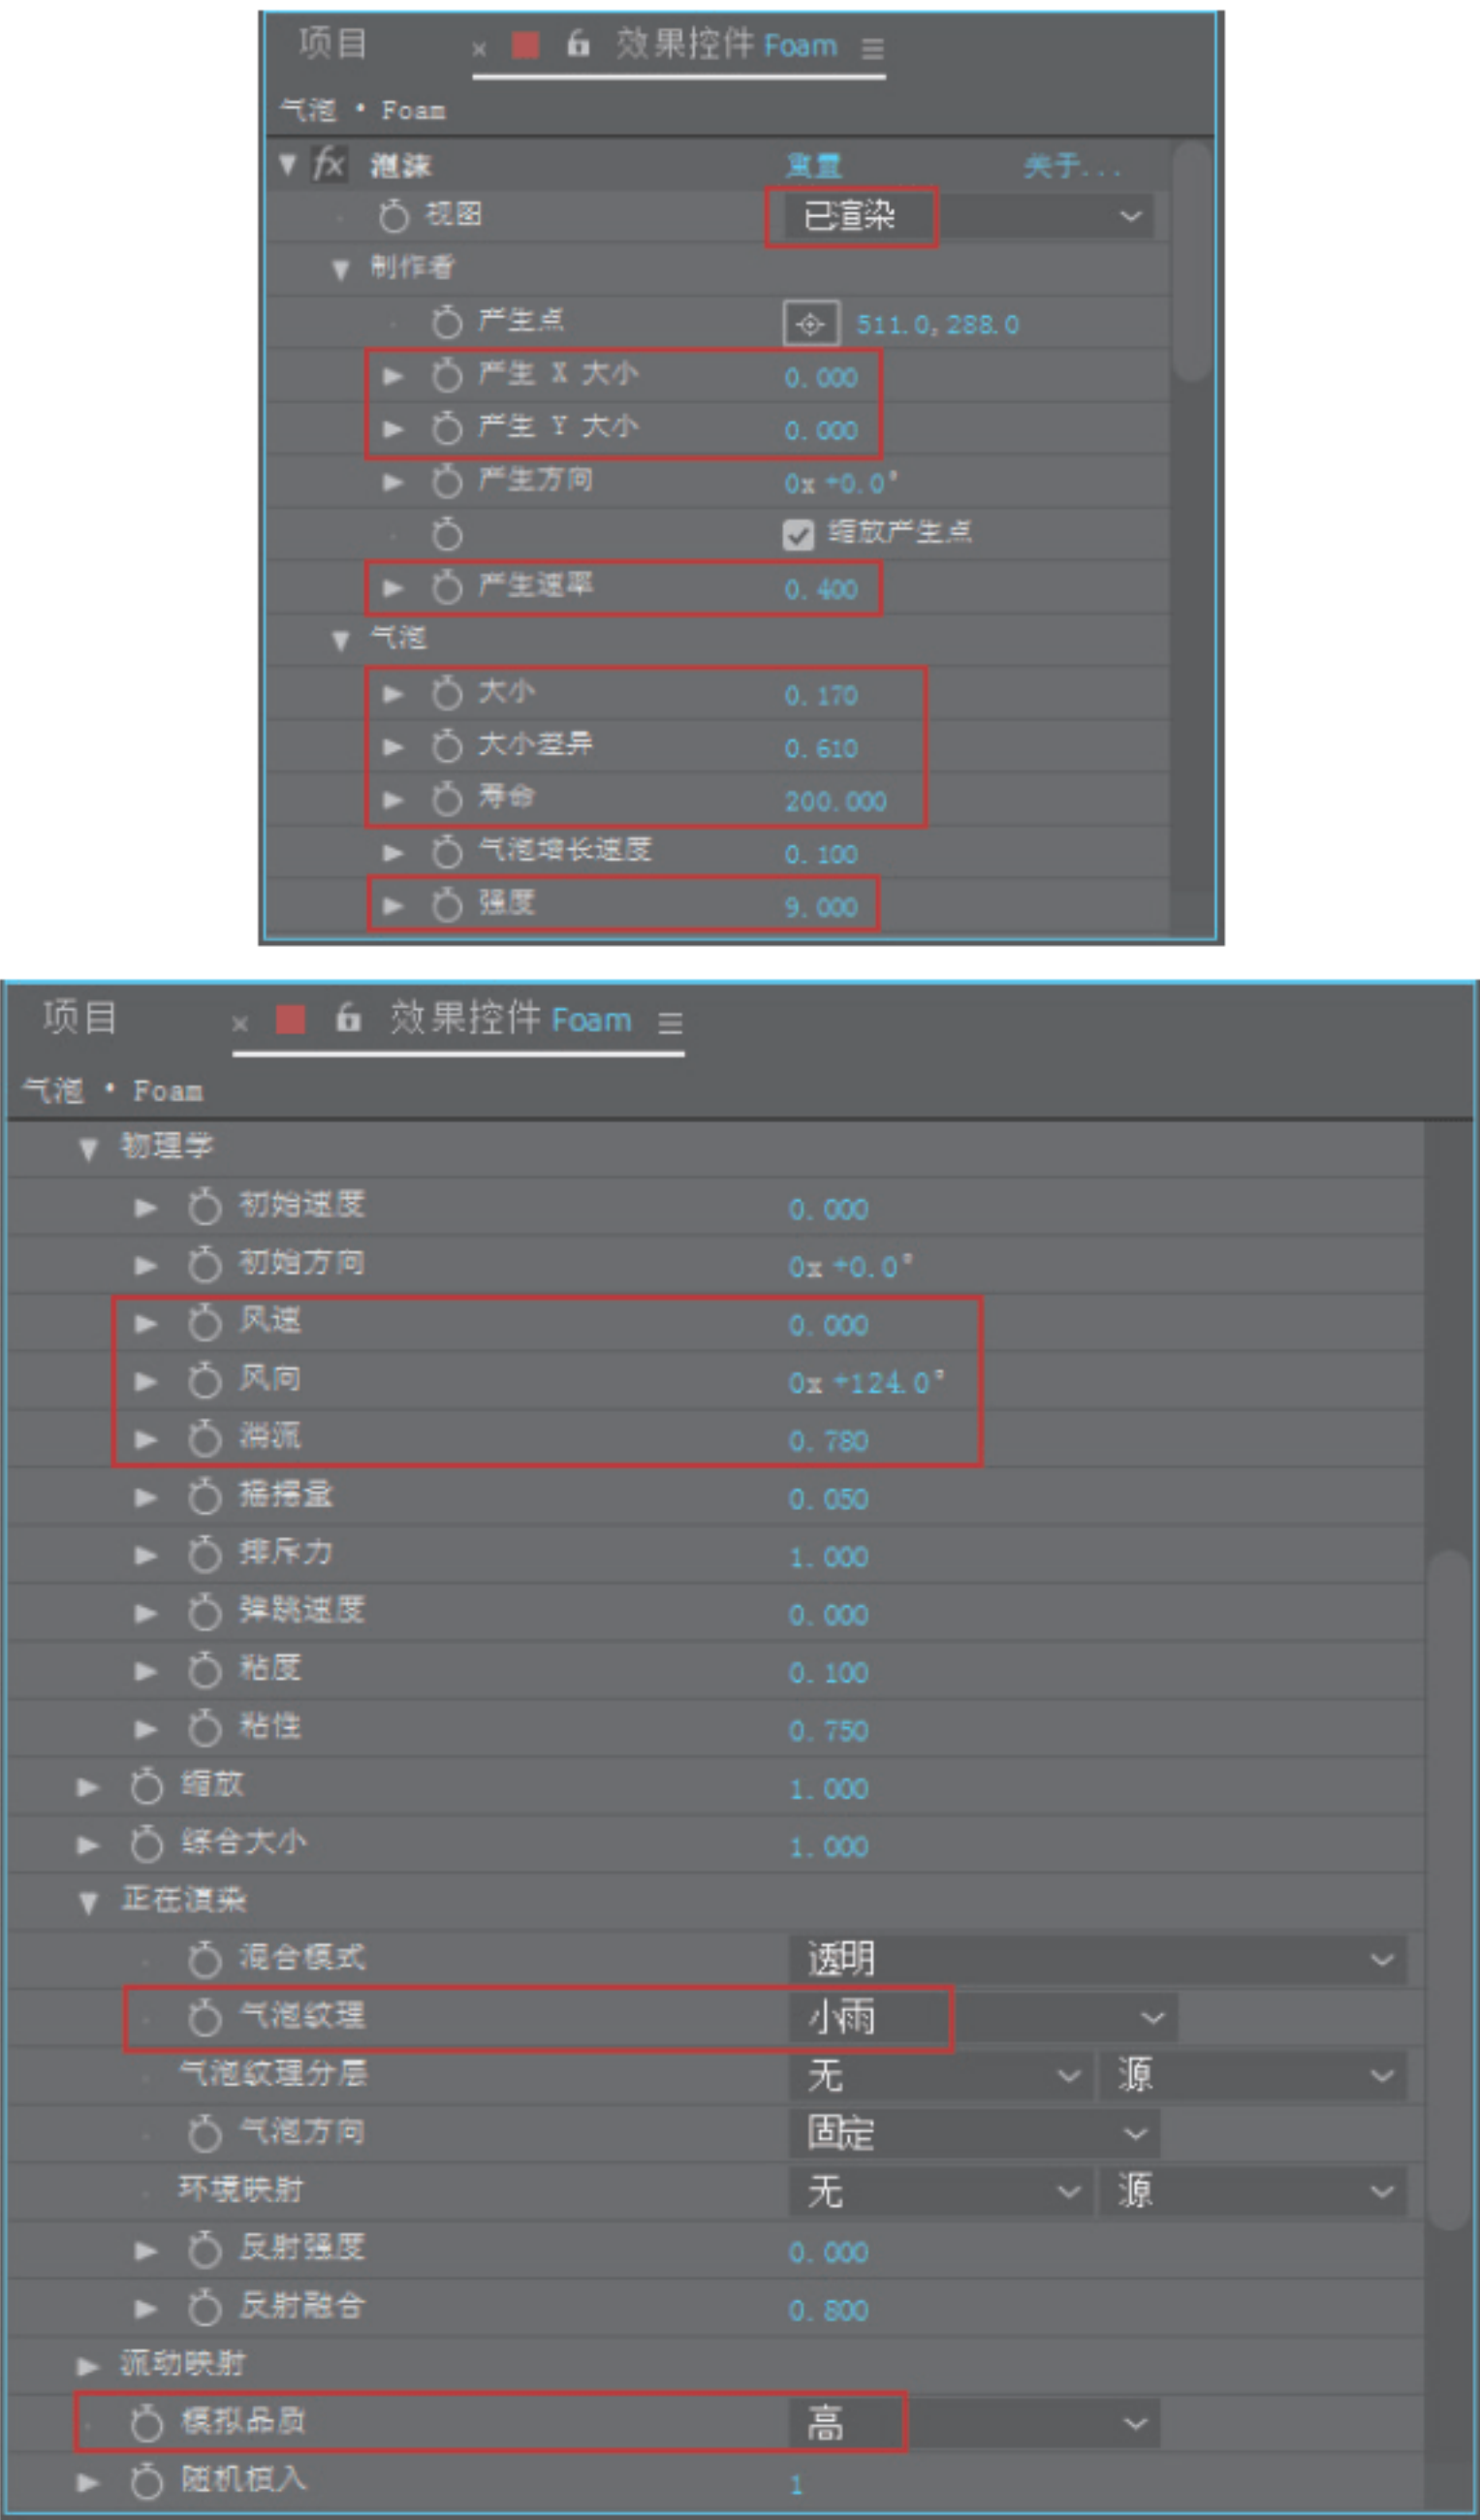 项目 × 效果控件 Foam ≡
气泡 • Foam
fx 泡沫 重置 关于...
视图 已渲染
制作者
产生点 511.0,288.0
产生 X 大小 0.000
产生 Y 大小 0.000
产生方向 0x +0.0°
缩放产生点
产生速率 0.400
气泡
大小 0.170
大小差异 0.610
寿命 200.000
气泡增长速度 0.100
强度 9.000
项目 × 效果控件 Foam ≡
气泡 • Foam
物理学
初始速度 0.000
初始方向 0x +0.0°
风速 0.000
风向 0x +124.0°
湍流 0.780
摇摆量 0.050
排斥力 1.000
弹跳速度 0.000
粘度 0.100
粘性 0.750
缩放 1.000
综合大小 1.000
正在渲染
混合模式 透明
气泡纹理 小雨
气泡纹理分层 无 源
气泡方向 固定
环境映射 无 源
反射强度 0.000
反射融合 0.800
流动映射
模拟品质 高
随机植入 1